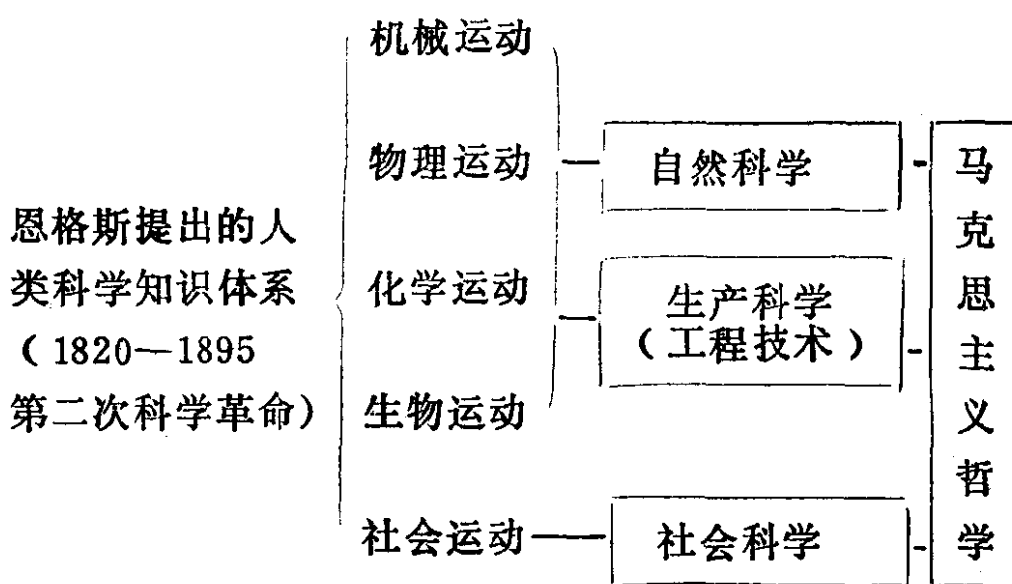 恩格斯提出的人
类科学知识体系
(1820—1895
第二次科学革命)
机械运动
物理运动
化学运动
生物运动
社会运动
自然科学
生产科学
(工程技术)
社会科学
马
克
思
主
义
哲
学